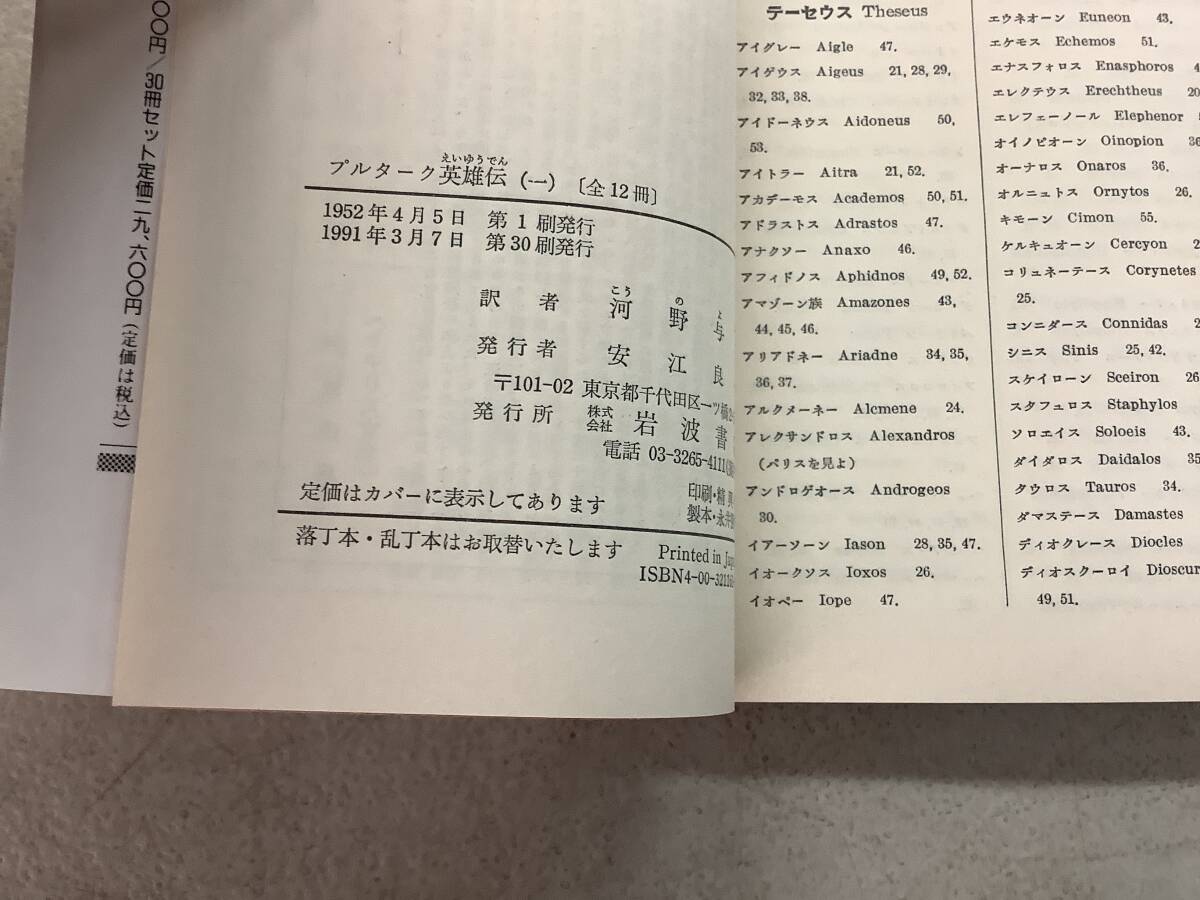 〇〇円/30冊セット定価二九、六〇〇円(定価は税込)
えいゆうでん
プルターク英雄伝(一)〔全12冊〕
1952年4月5日 第1刷発行
1991年3月7日 第30刷発行
こう の よ
訳者 河野与
発行者 安江良
〒101-02 東京都千代田区一ツ橋2-
発行所 株式会社 岩波書
電話 03-3265-4111
定価はカバーに表示してあります
印刷・精興
製本・永井
落丁本・乱丁本はお取替いたします
Printed in Jap
ISBN4-00-3211
テーセウス Theseus
アイグレー Aigle 47.
アイゲウス Aigeus 21, 28, 29,
32, 33, 38.
アイドーネウス Aidoneus 50,
53.
アイトラー Aitra 21, 52.
アカデーモス Academos 50, 51.
アドラストス Adrastos 47.
アナクソー Anaxo 46.
アフィドノス Aphidnos 49, 52.
アマゾーン族 Amazones 43,
44, 45, 46.
アリアドネー Ariadne 34, 35,
36, 37.
アルクメーネー Alcmene 24.
アレクサンドロス Alexandros
(パリスを見よ)
アンドロゲオース Androgeos
30.
イアーソーン Iason 28, 35, 47.
イオークソス Ioxos 26.
イオペー Iope 47.
エウネオーン Euneon 43.
エケモス Echemos 51.
エナスフォロス Enasphoros 4
エレクテウス Erechtheus 20
エレフェーノール Elephenor
オイノピオーン Oinopion 36
オーナロス Onaros 36.
オルニュトス Ornytos 26.
キモーン Cimon 55.
ケルキュオーン Cercyon 2
コリュネーテース Corynetes
25.
コンニダース Connidas 2
シニス Sinis 25, 42.
スケイローン Sceiron 26
スタフュロス Staphylos
ソロエイス Soloeis 43.
ダイダロス Daidalos 35
タウロス Tauros 34.
ダマステース Damastes
ディオクレース Diocles
ディオスクーロイ Dioscur
49, 51.